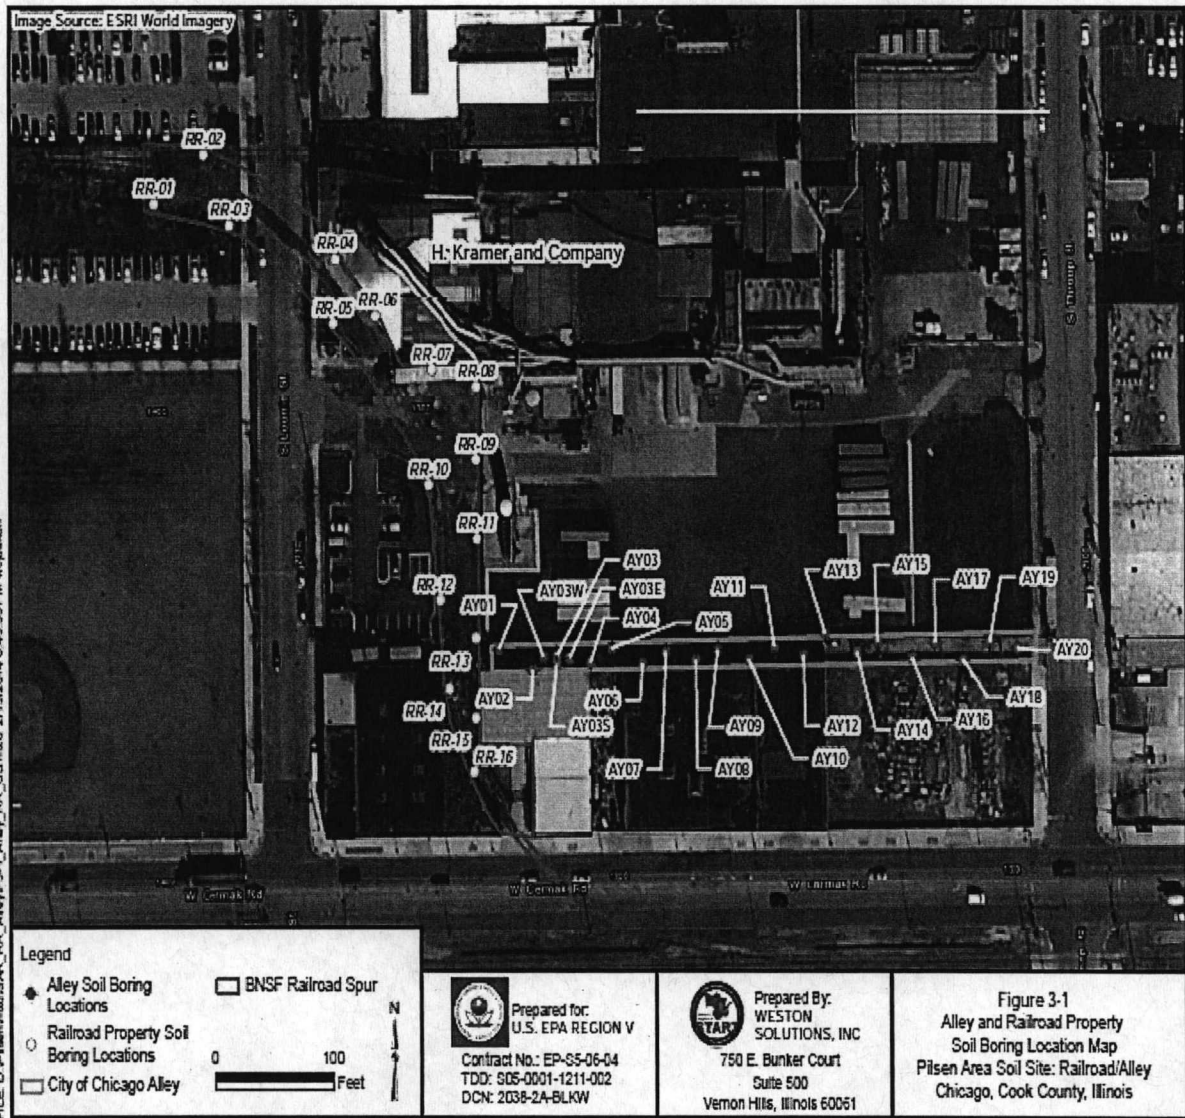 Image Source: ESRI World Imagery
RR-02
RR-01
RR-03
RR-04
H. Kramer and Company
RR-05
RR-06
RR-07
RR-08
RR-09
RR-10
RR-11
RR-12
RR-13
RR-14
RR-15
RR-16
S. Throop St
AY01
AY03W
AY03
AY03E
AY04
AY05
AY11
AY13
AY15
AY17
AY19
AY20
AY02
AY03S
AY06
AY07
AY08
AY09
AY10
AY12
AY14
AY16
AY18
W Cermak Rd
W Cermak Rd
Legend
Alley Soil Boring
Locations
Railroad Property Soil
Boring Locations
City of Chicago Alley
BNSF Railroad Spur
N
0 100
Feet
Prepared for:
U.S. EPA REGION V
Contract No.: EP-S5-06-04
TDD: S05-0001-1211-002
DCN: 2038-2A-BLKW
START
Prepared By:
WESTON
SOLUTIONS, INC
750 E. Bunker Court
Suite 500
Vernon Hills, Illinois 60061
Figure 3-1
Alley and Railroad Property
Soil Boring Location Map
Pilsen Area Soil Site: Railroad/Alley
Chicago, Cook County, Illinois